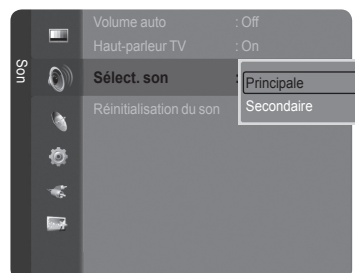 Son
Volume auto : Off
Haut-parleur TV : On
Sélect. son :
Principale
Secondaire
Réinitialisation du son